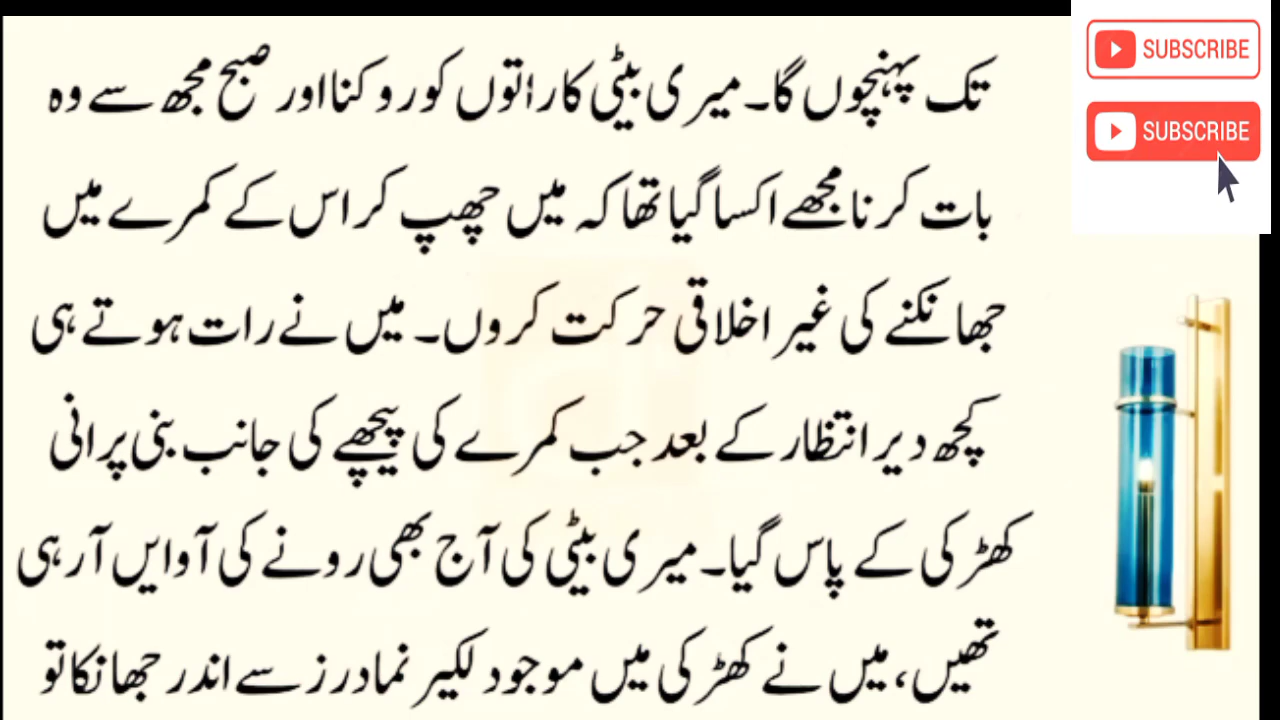 تک پہنچوں گا۔ میری بیٹی کا راتوں کو رو کنا اور صبح مجھ سے وہ
بات کرنا مجھے اکسا گیا تھا کہ میں چھپ کر اس کے کمرے میں
جھانکنے کی غیر اخلاقی حرکت کروں۔ میں نے رات ہوتے ہی
کچھ دیر انتظار کے بعد جب کمرے کی پیچھے کی جانب بنی پرانی
کھڑکی کے پاس گیا۔ میری بیٹی کی آج بھی رونے کی آوایں آرہی
تھیں، میں نے کھڑکی میں موجود لکیر نما درز سے اندر جھانکا تو
SUBSCRIBE
SUBSCRIBE